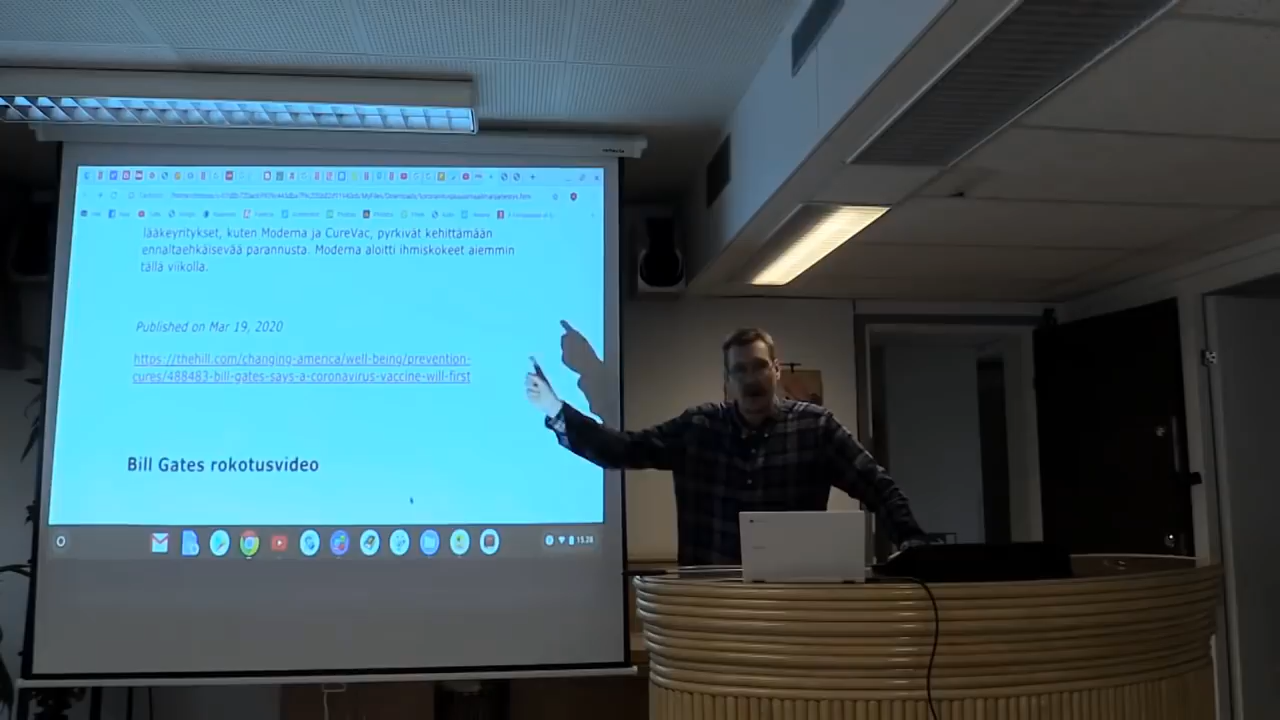 lääkeyritykset, kuten Moderna ja CureVac, pyrkivät kehittämään
ennaltaehkäisevää parannusta. Moderna aloitti ihmiskokeet aiemmin
tällä viikolla.
Published on Mar 19, 2020
https://thehill.com/changing-america/well-being/prevention-
cures/488483-bill-gates-says-a-coronavirus-vaccine-will-first
Bill Gates rokotusvideo
15.28